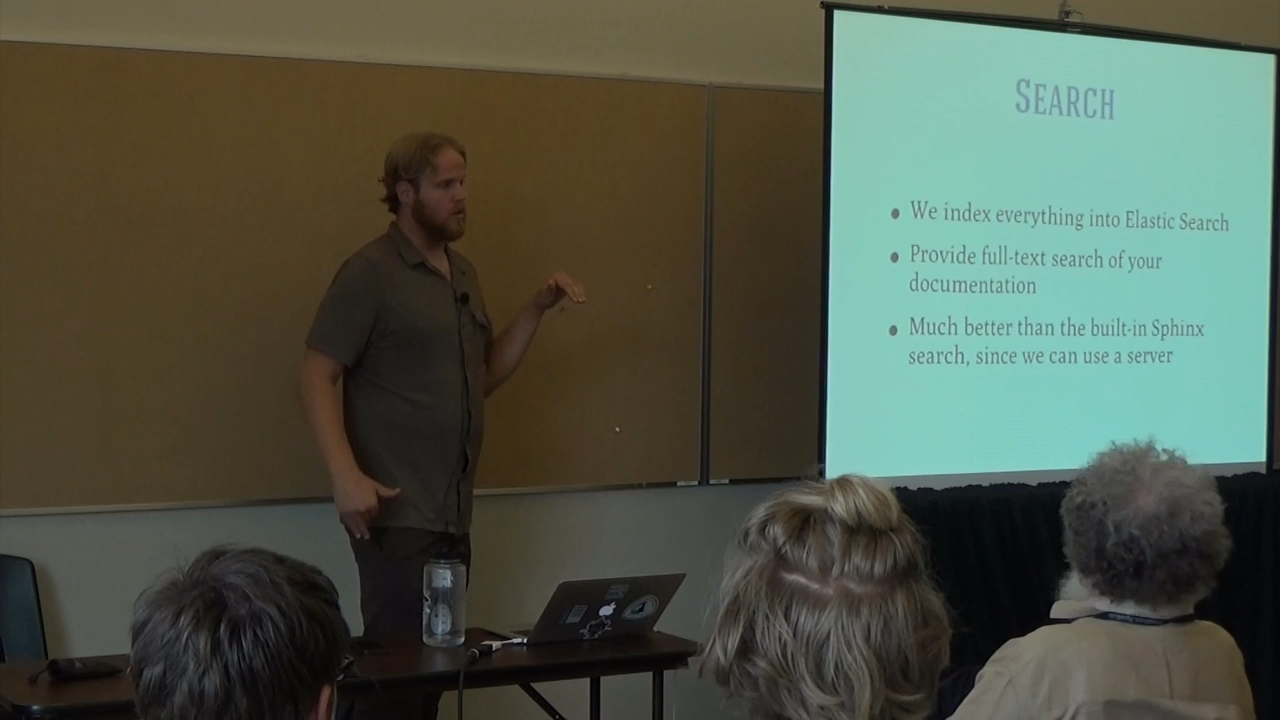 SEARCH
• We index everything into Elastic Search
• Provide full-text search of your
documentation
• Much better than the built-in Sphinx
search, since we can use a server